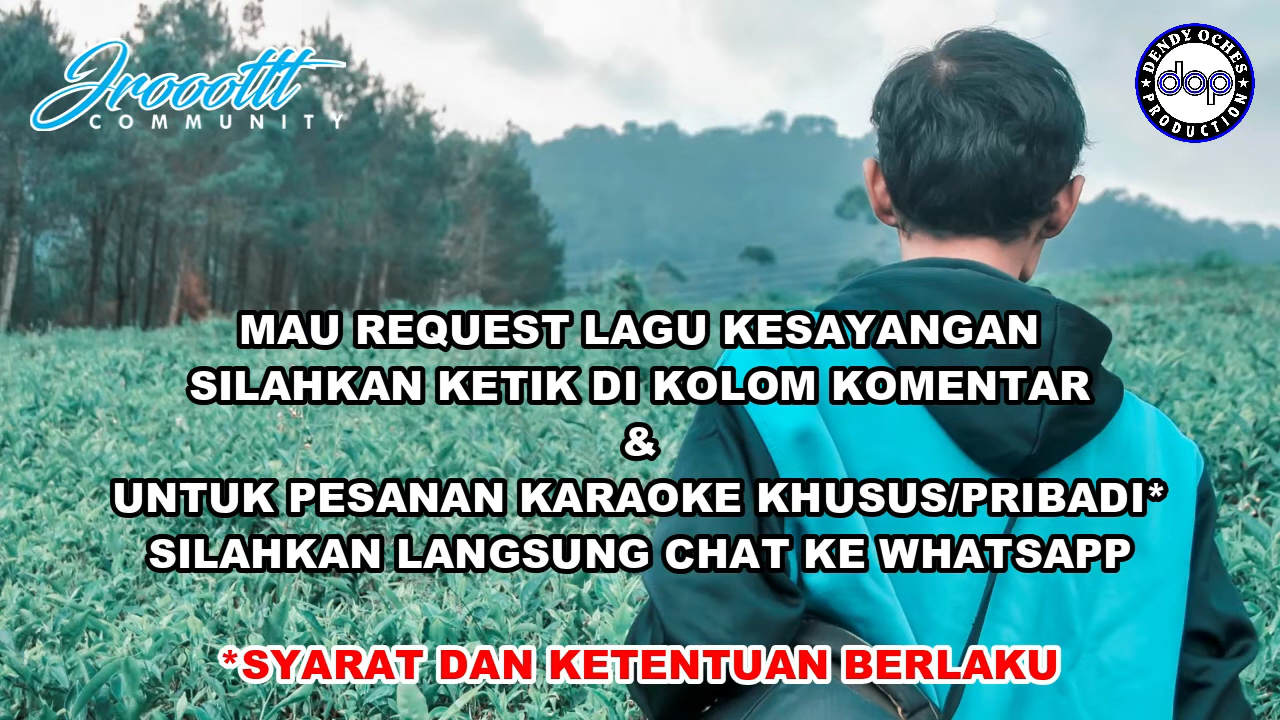 Jrooottt
COMMUNITY
DENDY OCHES
dop
PRODUCTION
MAU REQUEST LAGU KESAYANGAN
SILAHKAN KETIK DI KOLOM KOMENTAR
&
UNTUK PESANAN KARAOKE KHUSUS/PRIBADI*
SILAHKAN LANGSUNG CHAT KE WHATSAPP
*SYARAT DAN KETENTUAN BERLAKU